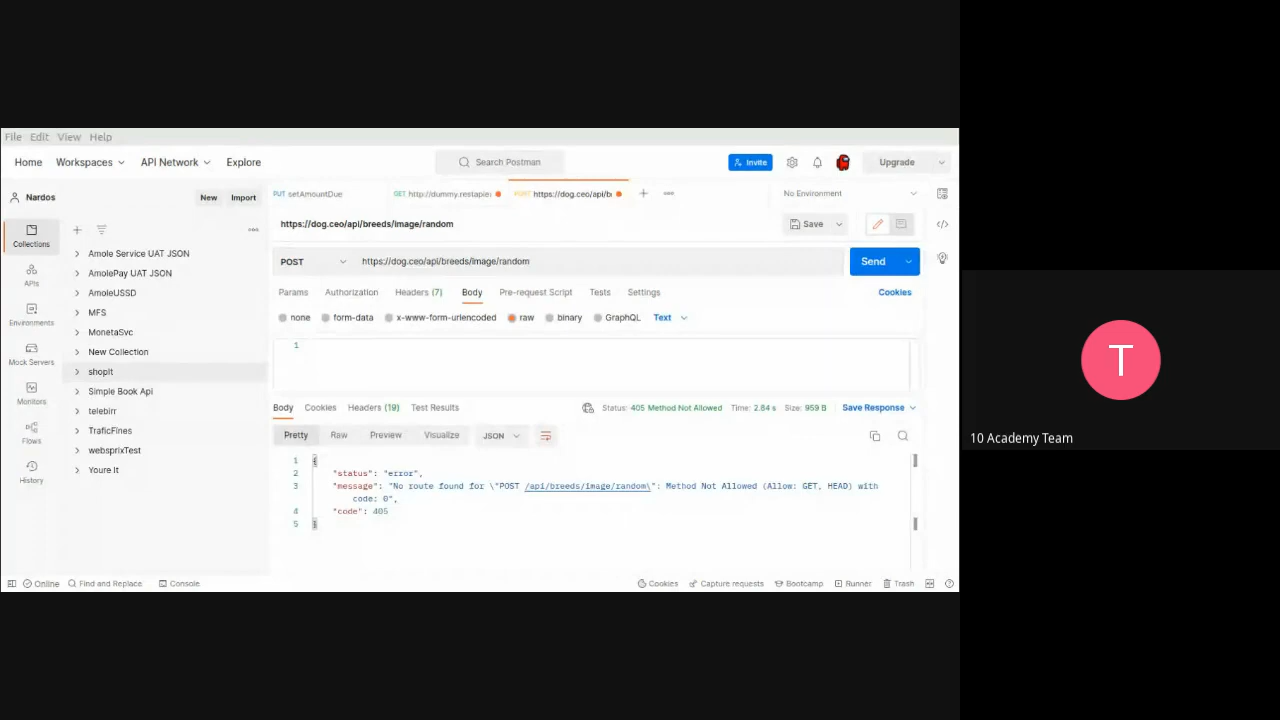 File Edit View Help
Home Workspaces API Network Explore Search Postman Invite Upgrade
Nardos New Import PUT setAmountDue GET http://dummy.restapie POST https://dog.ceo/api/b No Environment
Collections
APIs
Environments
Mock Servers
Monitors
Flows
History
Amole Service UAT JSON
AmolePay UAT JSON
AmoleUSSD
MFS
MonetaSvc
New Collection
shopIt
Simple Book Api
telebirr
TraficFines
websprixTest
Youre It
https://dog.ceo/api/breeds/image/random Save
POST https://dog.ceo/api/breeds/image/random Send
Params Authorization Headers (7) Body Pre-request Script Tests Settings Cookies
none form-data x-www-form-urlencoded raw binary GraphQL Text
1
Body Cookies Headers (19) Test Results Status: 405 Method Not Allowed Time: 2.84 s Size: 959 B Save Response
Pretty Raw Preview Visualize JSON
1 {
2 "status": "error",
3 "message": "No route found for \"POST /api/breeds/image/random\": Method Not Allowed (Allow: GET, HEAD) with
code: 0",
4 "code": 405
5 }
Online Find and Replace Console Cookies Capture requests Bootcamp Runner Trash
T
10 Academy Team